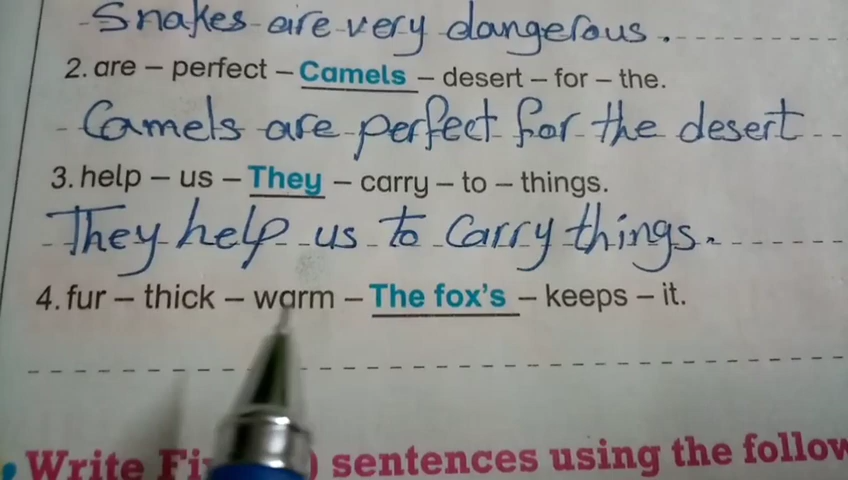 Snakes are very dangerous.
2. are – perfect – Camels – desert – for – the.
Camels are perfect for the desert
3. help – us – They – carry – to – things.
They help us to carry things.
4. fur – thick – warm – The fox's – keeps – it.
Write ) sentences using the